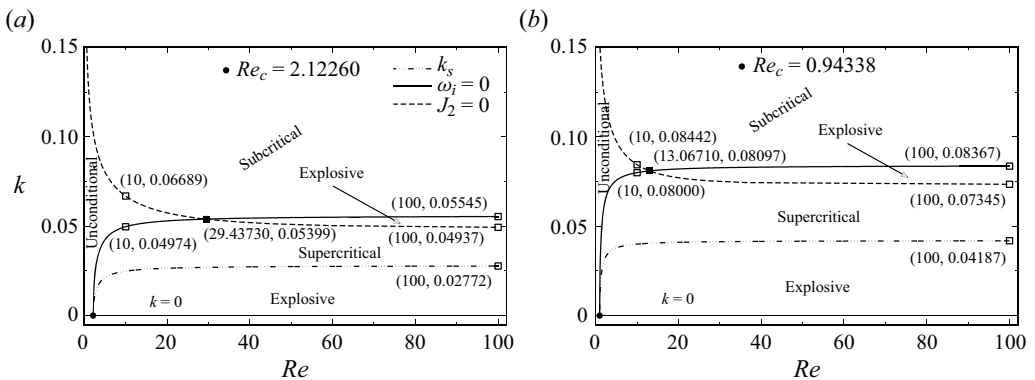 (a)
0.15
0.10
k
0.05
0
Re_c = 2.12260
k_s
ω_i = 0
J_2 = 0
Subcritical
Unconditional
(10, 0.06689)
Explosive
(100, 0.05545)
(10, 0.04974)
(29.43730, 0.05399)
(100, 0.04937)
Supercritical
(100, 0.02772)
k = 0
Explosive
0
20
40
60
80
100
Re
(b)
0.15
0.10
0.05
0
Re_c = 0.94338
Subcritical
Unconditional
Explosive
(10, 0.08442)
(13.06710, 0.08097)
(100, 0.08367)
(10, 0.08000)
(100, 0.07345)
Supercritical
(100, 0.04187)
k = 0
Explosive
0
20
40
60
80
100
Re